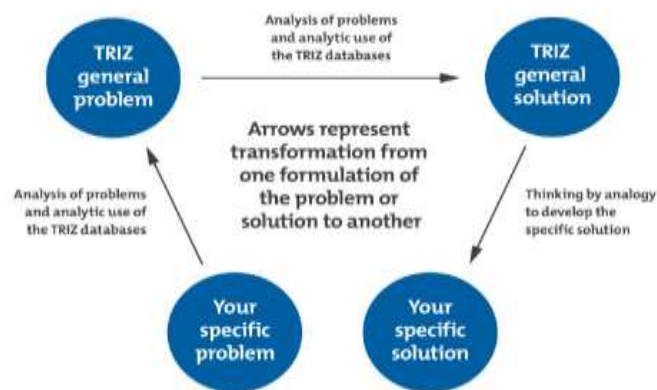 Analysis of problems
and analytic use of
the TRIZ databases
TRIZ
general
problem
TRIZ
general
solution
Arrows represent
transformation from
one formulation of
the problem or
solution to another
Analysis of problems
and analytic use of
the TRIZ databases
Thinking by analogy
to develop the
specific solution
Your
specific
problem
Your
specific
solution